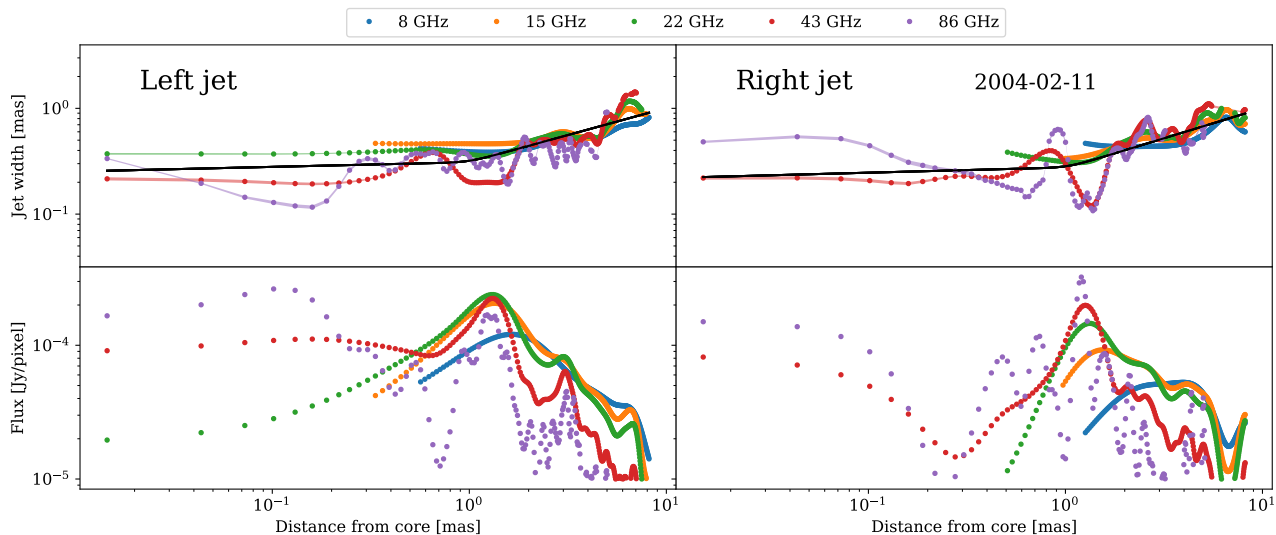 8 GHz 15 GHz 22 GHz 43 GHz 86 GHz
Left jet
Right jet 2004-02-11
Jet width [mas]
10⁰
10⁻¹
Flux [Jy/pixel]
10⁻⁴
10⁻⁵
10⁻¹ 10⁰ 10¹ 10⁻¹ 10⁰ 10¹
Distance from core [mas] Distance from core [mas]